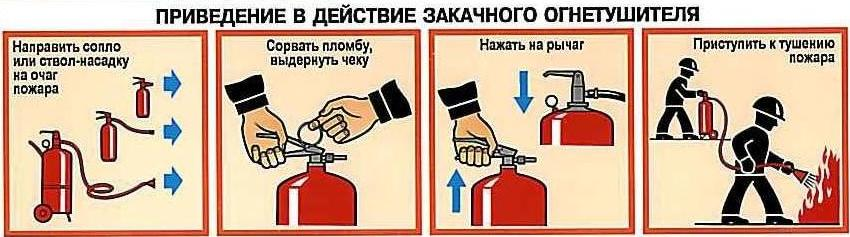 ПРИВЕДЕНИЕ В ДЕЙСТВИЕ ЗАКАЧНОГО ОГНЕТУШИТЕЛЯ
Направить сопло
или ствол-насадку
на очаг
пожара
Сорвать пломбу,
выдернуть чеку
Нажать на рычаг
Приступить к тушению
пожара